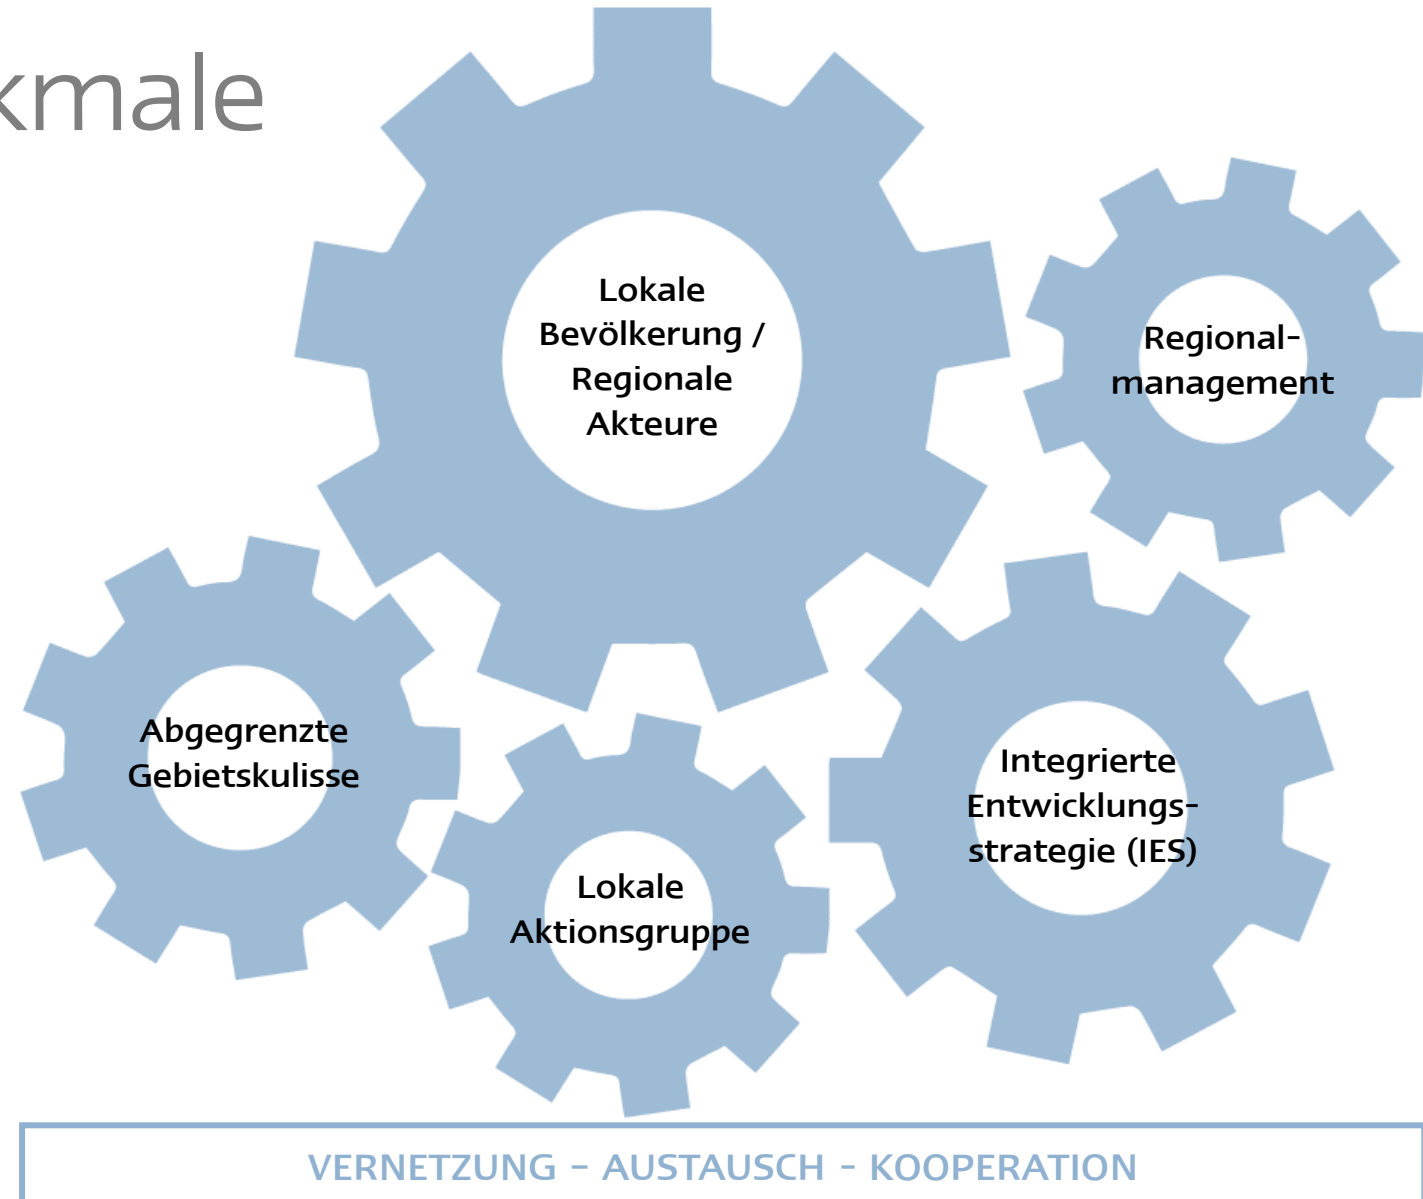 kmale
Lokale
Bevölkerung /
Regionale
Akteure
Regional-
management
Abgegrenzte
Gebietskulisse
Lokale
Aktionsgruppe
Integrierte
Entwicklungs-
strategie (IES)
VERNETZUNG – AUSTAUSCH - KOOPERATION